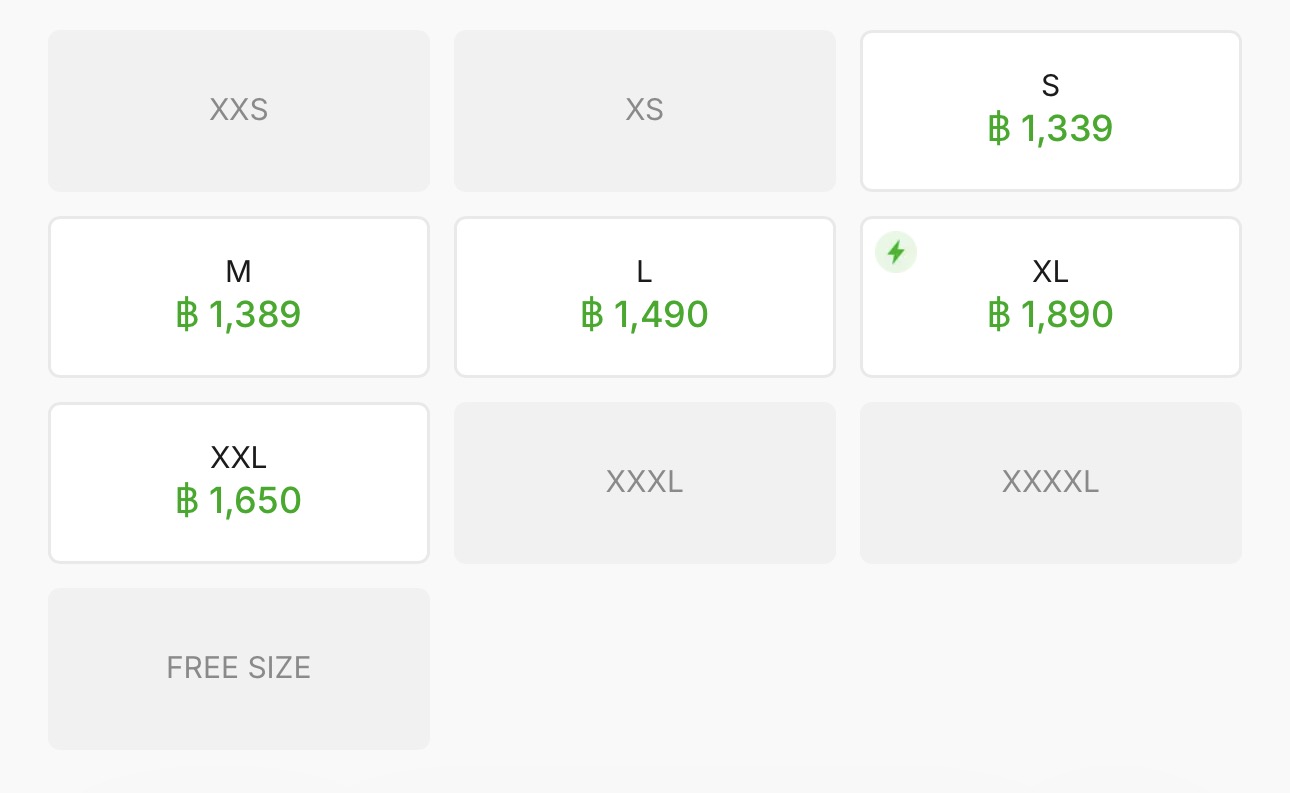 XXS
XS
S
฿ 1,339
M
฿ 1,389
L
฿ 1,490
XL
฿ 1,890
XXL
฿ 1,650
XXXL
XXXXL
FREE SIZE